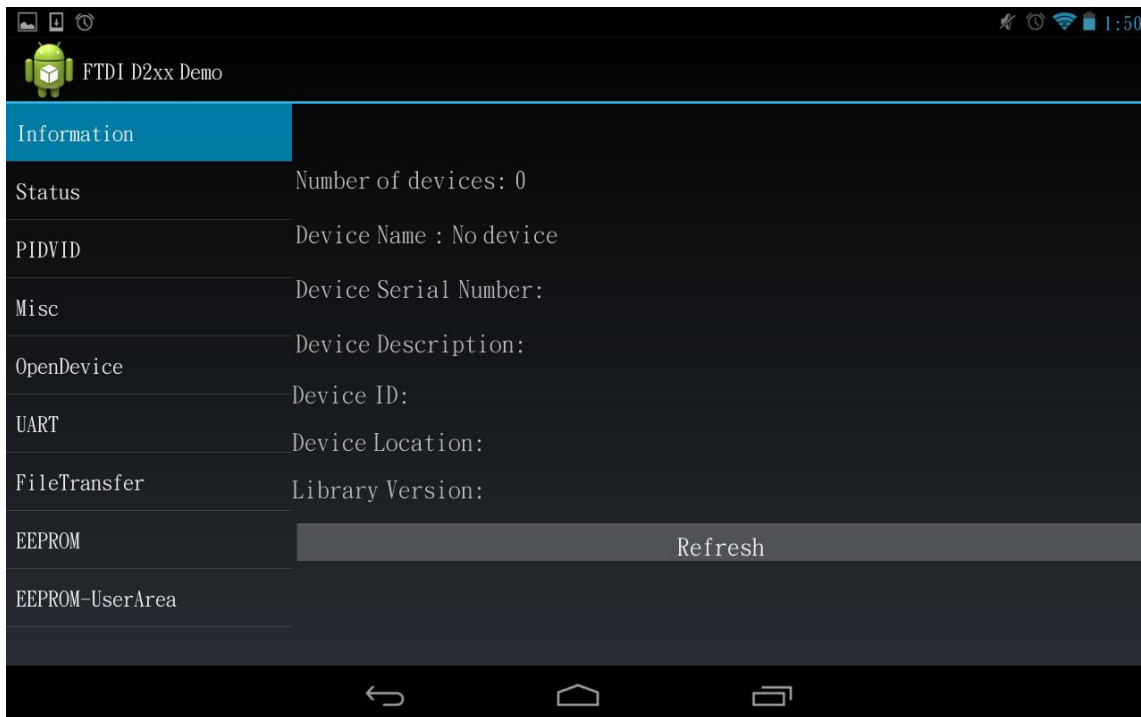 1:50
FTDI D2xx Demo
Information
Status
PIDVID
Misc
OpenDevice
UART
FileTransfer
EEPROM
EEPROM-UserArea
Number of devices: 0
Device Name : No device
Device Serial Number:
Device Description:
Device ID:
Device Location:
Library Version:
Refresh